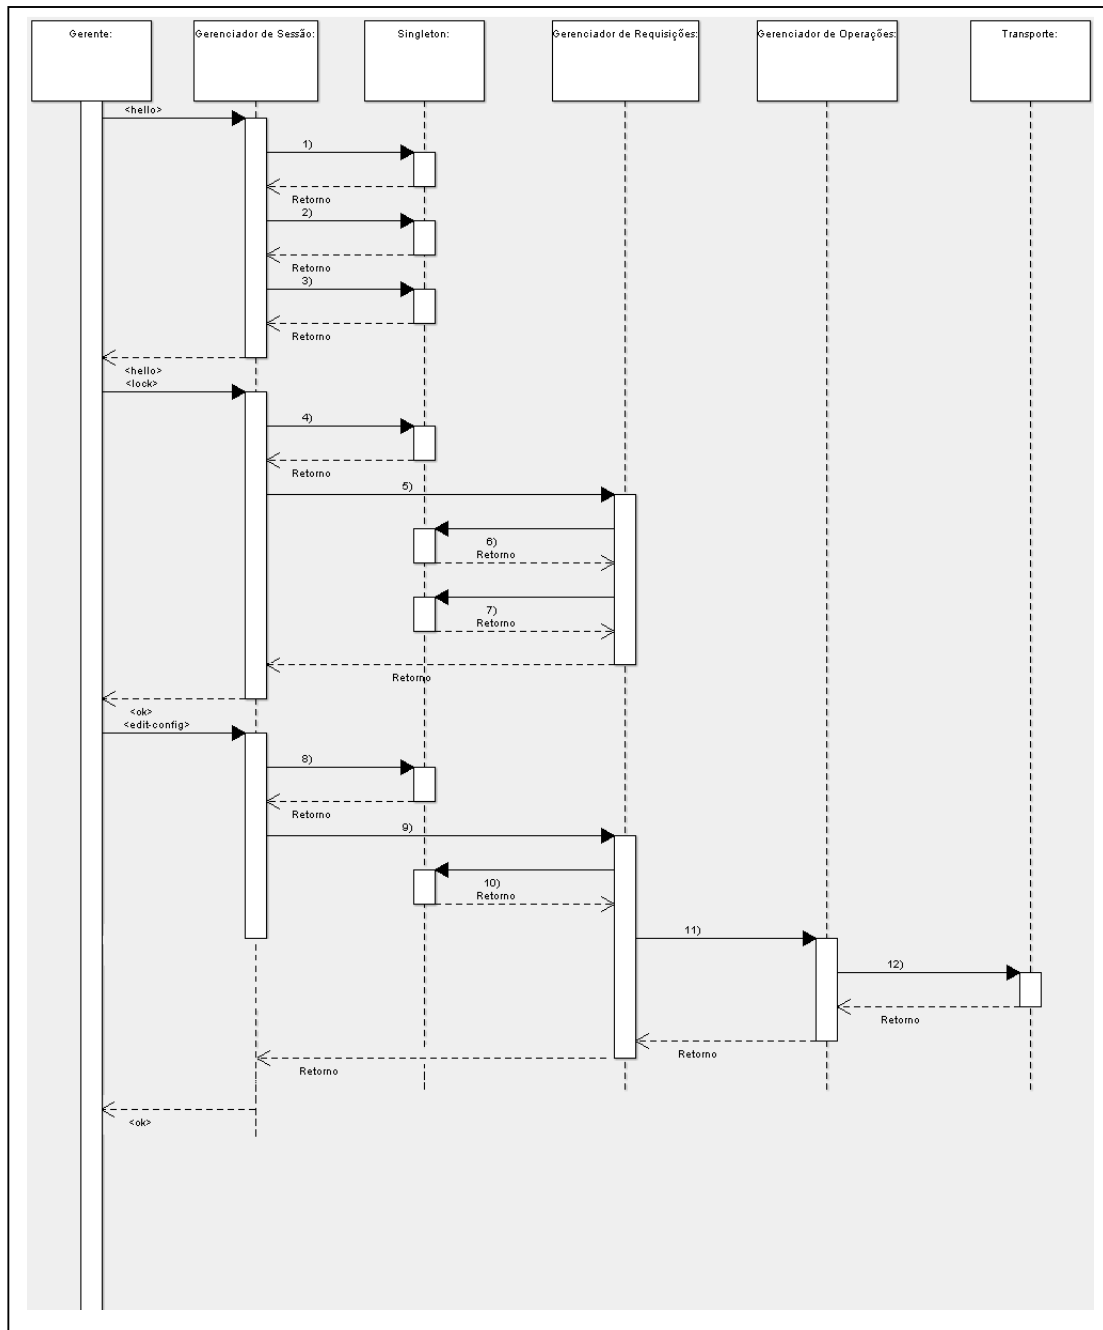 Gerente:
Gerenciador de Sessão:
Singleton:
Gerenciador de Requisições:
Gerenciador de Operações:
Transporte:
<hello>
1)
Retorno
2)
Retorno
3)
Retorno
<hello>
<lock>
4)
Retorno
5)
6)
Retorno
7)
Retorno
Retorno
<ok>
<edit-config>
8)
Retorno
9)
10)
Retorno
11)
12)
Retorno
Retorno
Retorno
<ok>